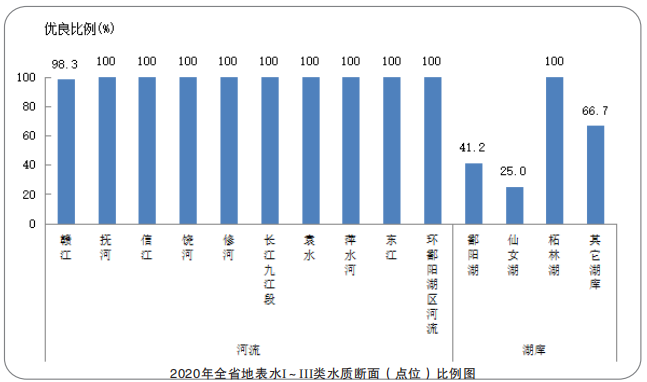 优良比例(%)
98.3
100
100
100
100
100
100
100
100
100
41.2
25.0
100
66.7
100
80
60
40
20
0
赣江
抚河
信江
饶河
修河
长江九江段
袁水
萍水河
东江
环鄱阳湖区河流
鄱阳湖
仙女湖
柘林湖
其它湖库
河流
湖库
2020年全省地表水I~III类水质断面（点位）比例图